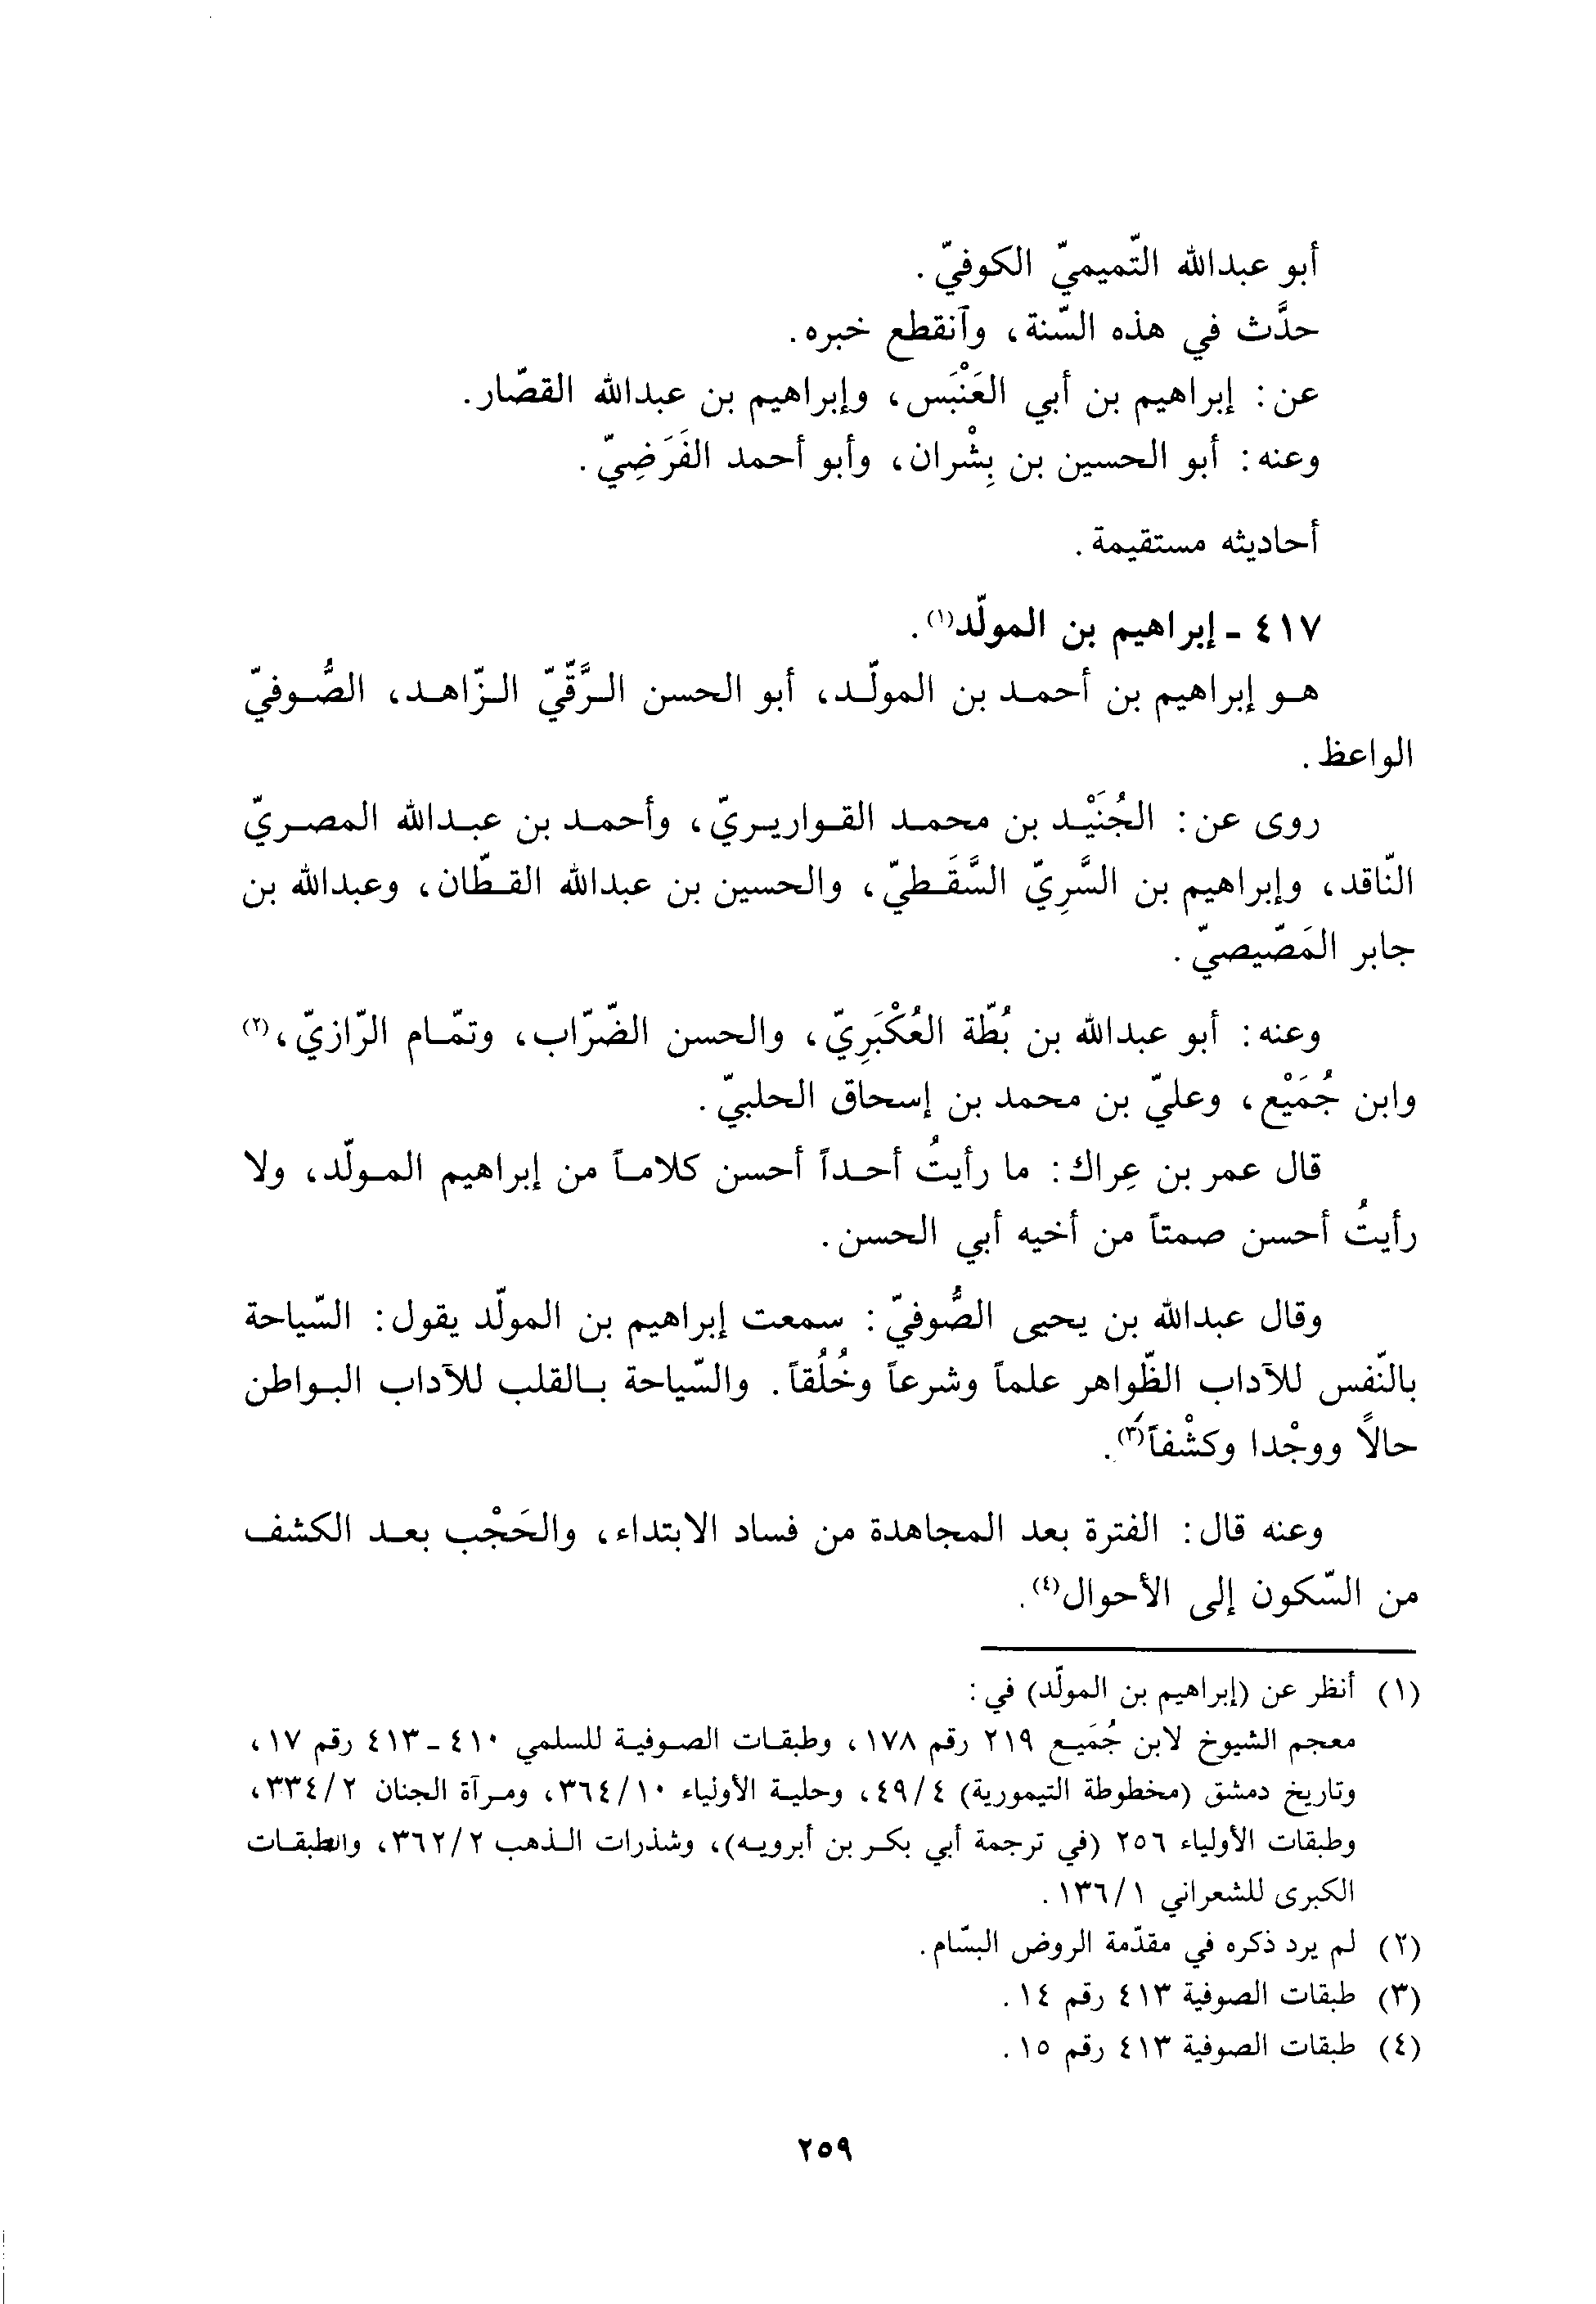 أبو عبدالله التّميميّ الكوفيّ.
حدَّث في هذه السّنة، وٱنقطع خبره.
عن: إبراهيم بن أبي العَنْبَس، وإبراهيم بن عبدالله القصّار.
وعنه: أبو الحسين بن بِشْران، وأبو أحمد الفَرَضِيّ.
أحاديثه مستقيمة.
٤١٧ - إبراهيم بن المولّد(١).
هو إبراهيم بن أحمد بن المولّد، أبو الحسن الرَّقّيّ الزّاهد، الصُّوفيّ
الواعظ.
روى عن: الجُنَيْد بن محمد القواريريّ، وأحمد بن عبدالله المصريّ
النّاقد، وإبراهيم بن السَّرِيّ السَّقَطيّ، والحسين بن عبدالله القطّان، وعبدالله بن
جابر المَصّيصيّ.
وعنه: أبو عبدالله بن بُطّة العُكْبَرِيّ، والحسن الضّرّاب، وتمّام الرّازيّ،(٢)
وابن جُمَيْع، وعليّ بن محمد بن إسحاق الحلبيّ.
قال عمر بن عِراك: ما رأيتُ أحداً أحسن كلاماً من إبراهيم المولّد، ولا
رأيتُ أحسن صمتاً من أخيه أبي الحسن.
وقال عبدالله بن يحيى الصُّوفيّ: سمعت إبراهيم بن المولّد يقول: السّياحة
بالنّفس للآداب الظّواهر علماً وشرعاً وخُلُقاً. والسّياحة بالقلب للآداب البواطن
حالاً ووجْدا وكشْفاً(٣).
وعنه قال: الفترة بعد المجاهدة من فساد الابتداء، والحَجْب بعد الكشف
من السّكون إلى الأحوال(٤).
(١) أنظر عن (إبراهيم بن المولّد) في:
معجم الشيوخ لابن جُمَيع ٢١٩ رقم ١٧٨، وطبقات الصوفية للسلمي ٤١٠ - ٤١٣ رقم ١٧،
وتاريخ دمشق (مخطوطة التيمورية) ٤٩/٤، وحلية الأولياء ٣٦٤/١٠، ومرآة الجنان ٣٣٤/٢،
وطبقات الأولياء ٢٥٦ (في ترجمة أبي بكر بن أبرويه)، وشذرات الذهب ٣٦٢/٢، والطبقات
الكبرى للشعراني ١٣٦/١.
(٢) لم يرد ذكره في مقدّمة الروض البسّام.
(٣) طبقات الصوفية ٤١٣ رقم ١٤.
(٤) طبقات الصوفية ٤١٣ رقم ١٥.
٢٥٩